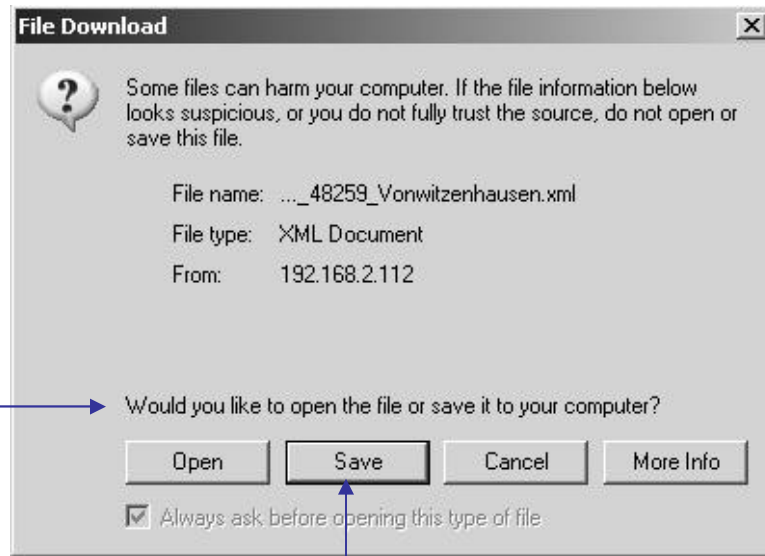 File Download
Some files can harm your computer. If the file information below
looks suspicious, or you do not fully trust the source, do not open or
save this file.
File name: ..._48259_Vonwitzenhausen.xml
File type: XML Document
From: 192.168.2.112
Would you like to open the file or save it to your computer?
Open Save Cancel More Info
Always ask before opening this type of file